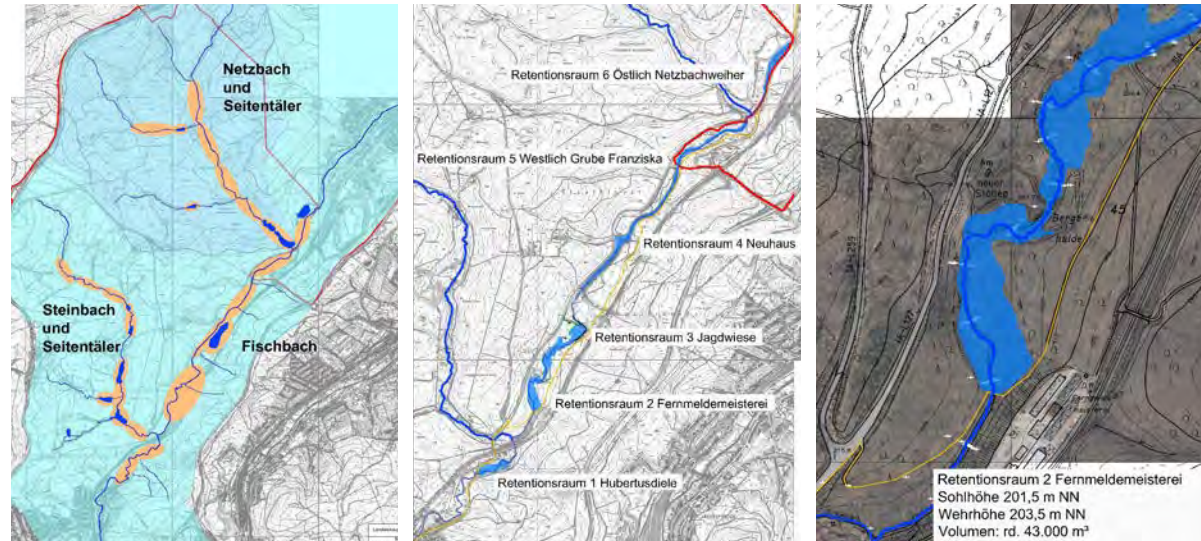 Netzbach
und
Seitentäler
Steinbach
und
Seitentäler
Fischbach
Retentionsraum 6 Östlich Netzbachweiher
Retentionsraum 5 Westlich Grube Franziska
Retentionsraum 4 Neuhaus
Retentionsraum 3 Jagdwiese
Retentionsraum 2 Fernmeldemeisterei
Retentionsraum 1 Hubertusdiele
neuer
45
Retentionsraum 2 Fernmeldemeisterei
Sohlhöhe 201,5 m NN
Wehrhöhe 203,5 m NN
Volumen: rd. 43.000 m³